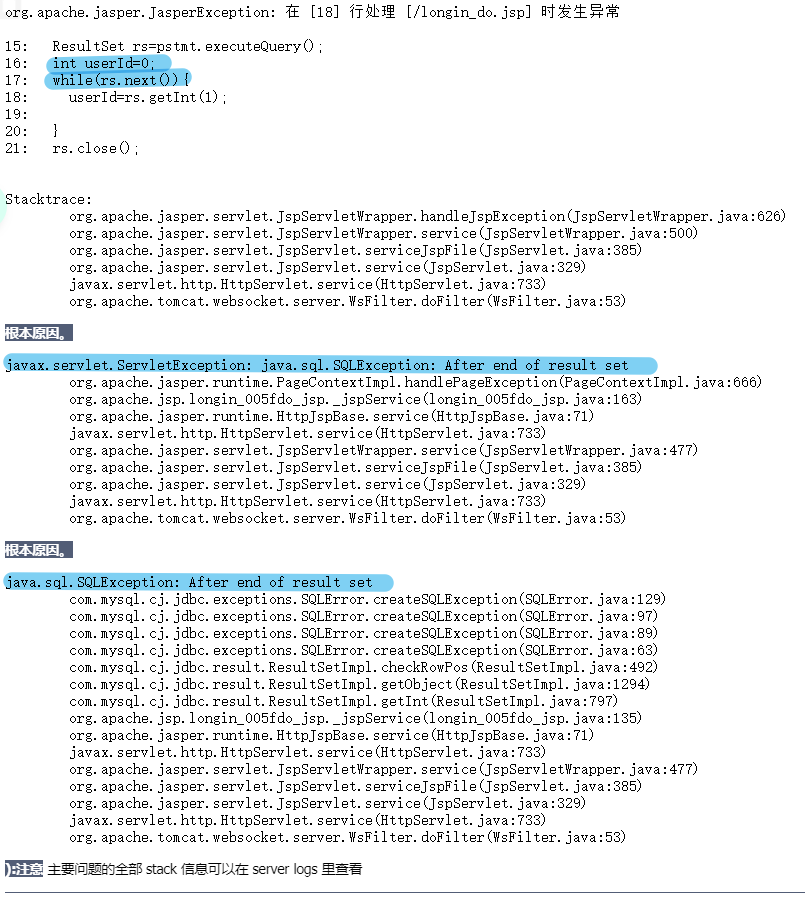 org.apache.jasper.JasperException: 在 [18] 行处理 [/longin_do.jsp] 时发生异常
15:   ResultSet rs=pstmt.executeQuery();
16:   int userId=0;
17:   while(rs.next()){
18:     userId=rs.getInt(1);
19:
20:   }
21:   rs.close();
Stacktrace:
org.apache.jasper.servlet.JspServletWrapper.handleJspException(JspServletWrapper.java:626)
org.apache.jasper.servlet.JspServletWrapper.service(JspServletWrapper.java:500)
org.apache.jasper.servlet.JspServlet.serviceJspFile(JspServlet.java:385)
org.apache.jasper.servlet.JspServlet.service(JspServlet.java:329)
javax.servlet.http.HttpServlet.service(HttpServlet.java:733)
org.apache.tomcat.websocket.server.WsFilter.doFilter(WsFilter.java:53)
根本原因。
javax.servlet.ServletException: java.sql.SQLException: After end of result set
org.apache.jasper.runtime.PageContextImpl.handlePageException(PageContextImpl.java:666)
org.apache.jsp.longin_005fdo_jsp._jspService(longin_005fdo_jsp.java:163)
org.apache.jasper.runtime.HttpJspBase.service(HttpJspBase.java:71)
javax.servlet.http.HttpServlet.service(HttpServlet.java:733)
org.apache.jasper.servlet.JspServletWrapper.service(JspServletWrapper.java:477)
org.apache.jasper.servlet.JspServlet.serviceJspFile(JspServlet.java:385)
org.apache.jasper.servlet.JspServlet.service(JspServlet.java:329)
javax.servlet.http.HttpServlet.service(HttpServlet.java:733)
org.apache.tomcat.websocket.server.WsFilter.doFilter(WsFilter.java:53)
根本原因。
java.sql.SQLException: After end of result set
com.mysql.cj.jdbc.exceptions.SQLError.createSQLException(SQLError.java:129)
com.mysql.cj.jdbc.exceptions.SQLError.createSQLException(SQLError.java:97)
com.mysql.cj.jdbc.exceptions.SQLError.createSQLException(SQLError.java:89)
com.mysql.cj.jdbc.exceptions.SQLError.createSQLException(SQLError.java:63)
com.mysql.cj.jdbc.result.ResultSetImpl.checkRowPos(ResultSetImpl.java:492)
com.mysql.cj.jdbc.result.ResultSetImpl.getObject(ResultSetImpl.java:1294)
com.mysql.cj.jdbc.result.ResultSetImpl.getInt(ResultSetImpl.java:797)
org.apache.jsp.longin_005fdo_jsp._jspService(longin_005fdo_jsp.java:135)
org.apache.jasper.runtime.HttpJspBase.service(HttpJspBase.java:71)
javax.servlet.http.HttpServlet.service(HttpServlet.java:733)
org.apache.jasper.servlet.JspServletWrapper.service(JspServletWrapper.java:477)
org.apache.jasper.servlet.JspServlet.serviceJspFile(JspServlet.java:385)
org.apache.jasper.servlet.JspServlet.service(JspServlet.java:329)
javax.servlet.http.HttpServlet.service(HttpServlet.java:733)
org.apache.tomcat.websocket.server.WsFilter.doFilter(WsFilter.java:53)
):注意 主要问题的全部 stack 信息可以在 server logs 里查看